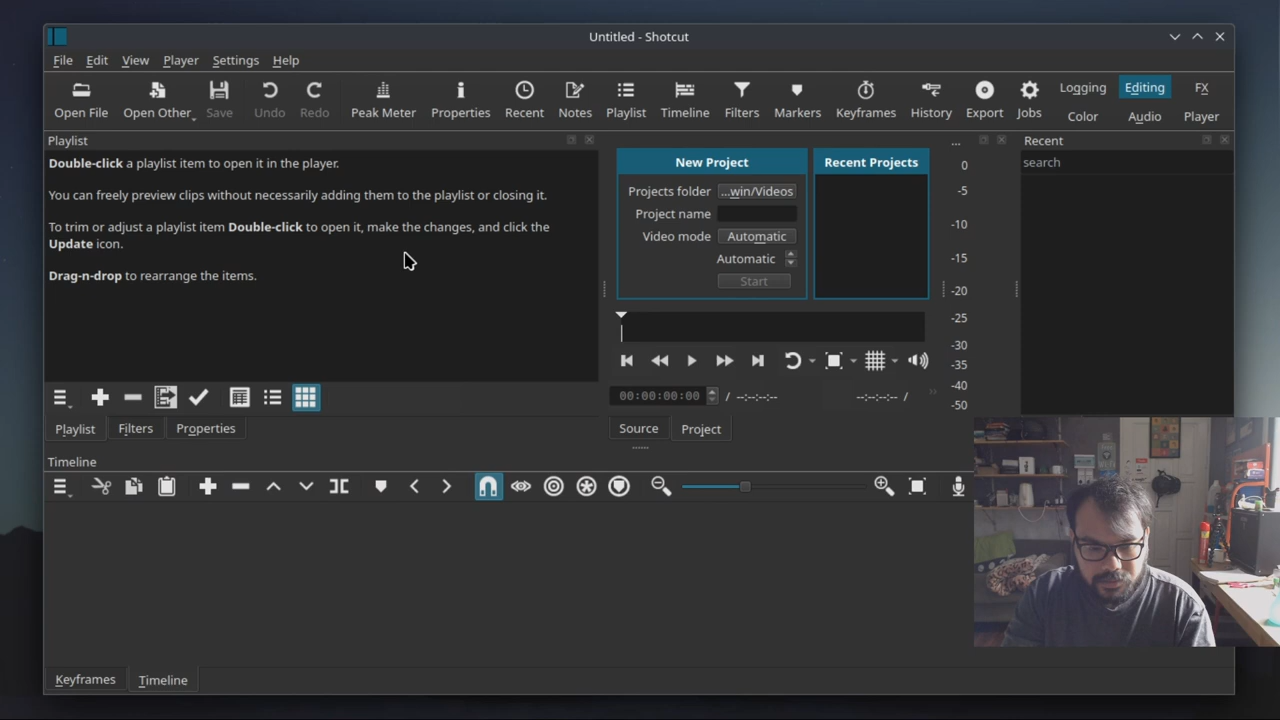 Untitled - Shotcut
File Edit View Player Settings Help
Open File Open Other Save Undo Redo Peak Meter Properties Recent Notes Playlist Timeline Filters Markers Keyframes History Export Jobs
Logging Editing FX
Color Audio Player
Playlist
Double-click a playlist item to open it in the player.
You can freely preview clips without necessarily adding them to the playlist or closing it.
To trim or adjust a playlist item Double-click to open it, make the changes, and click the
Update icon.
Drag-n-drop to rearrange the items.
Playlist Filters Properties
New Project
Projects folder ...win/Videos
Project name
Video mode Automatic
Automatic
Start
Recent Projects
00:00:00:00 / --:--:--:-- --:--:--:-- /
Source Project
...
0
-5
-10
-15
-20
-25
-30
-35
-40
-50
Recent
search
Timeline
Keyframes Timeline